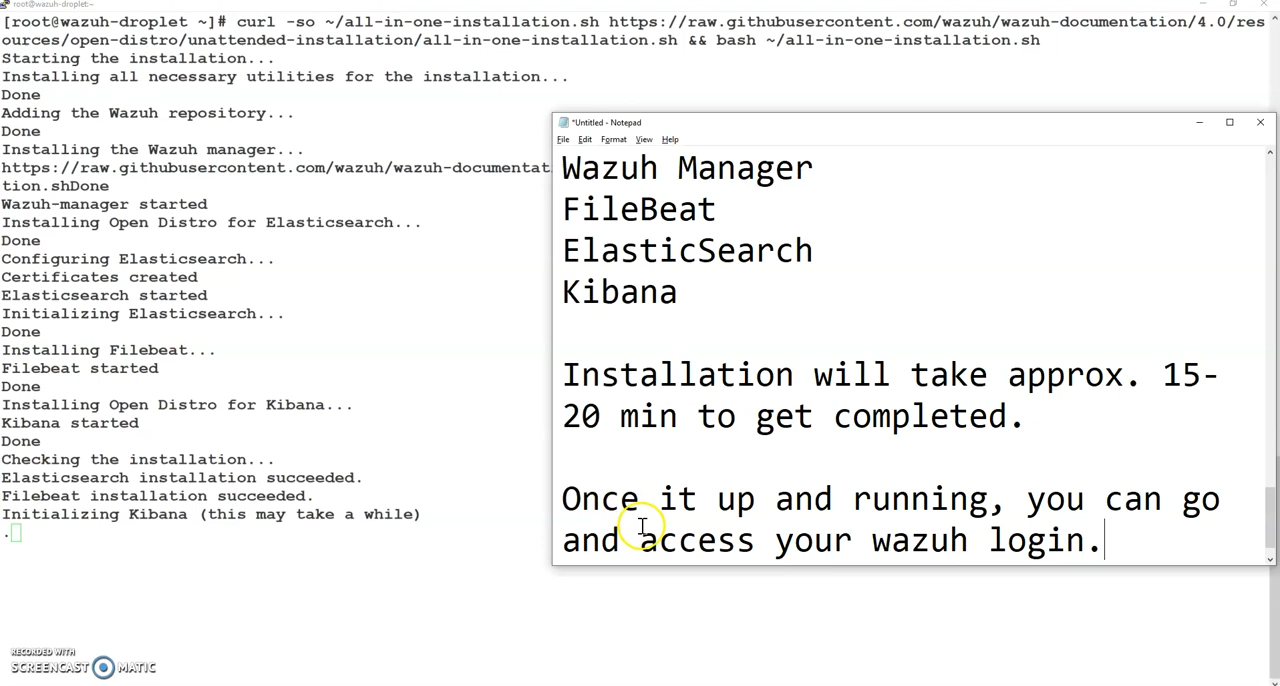 root@wazuh-droplet:~
[root@wazuh-droplet ~]# curl -so ~/all-in-one-installation.sh https://raw.githubusercontent.com/wazuh/wazuh-documentation/4.0/res
ources/open-distro/unattended-installation/all-in-one-installation.sh && bash ~/all-in-one-installation.sh
Starting the installation...
Installing all necessary utilities for the installation...
Done
Adding the Wazuh repository...
Done
Installing the Wazuh manager...
https://raw.githubusercontent.com/wazuh/wazuh-documentat
tion.shDone
Wazuh-manager started
Installing Open Distro for Elasticsearch...
Done
Configuring Elasticsearch...
Certificates created
Elasticsearch started
Initializing Elasticsearch...
Done
Installing Filebeat...
Filebeat started
Done
Installing Open Distro for Kibana...
Kibana started
Done
Checking the installation...
Elasticsearch installation succeeded.
Filebeat installation succeeded.
Initializing Kibana (this may take a while)
.
*Untitled - Notepad
File Edit Format View Help
Wazuh Manager
FileBeat
ElasticSearch
Kibana
Installation will take approx. 15-
20 min to get completed.
Once it up and running, you can go
and access your wazuh login.
RECORDED WITH
SCREENCAST MATIC